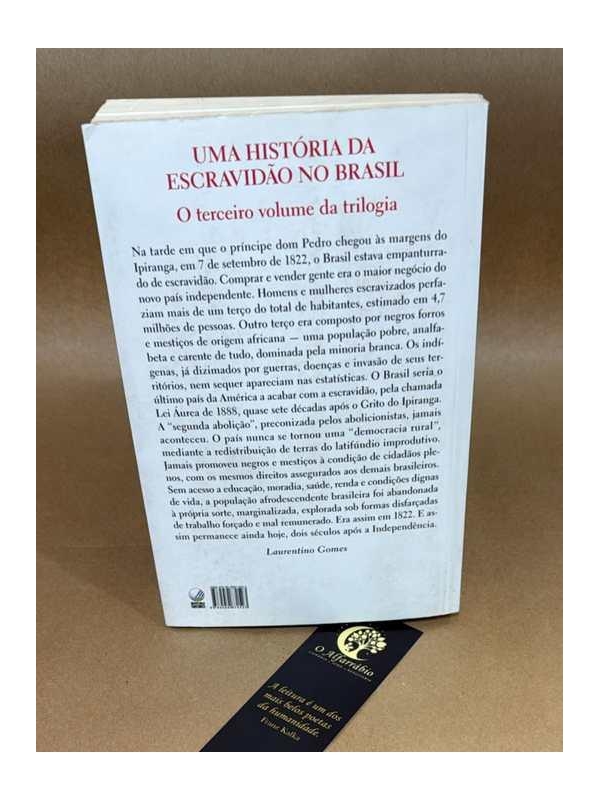 UMA HISTÓRIA DA
ESCRAVIDÃO NO BRASIL
O terceiro volume da trilogia
Na tarde em que o príncipe dom Pedro chegou às margens do
Ipiranga, em 7 de setembro de 1822, o Brasil estava empanturra-
do de escravidão. Comprar e vender gente era o maior negócio do
novo país independente. Homens e mulheres escravizados perfa-
ziam mais de um terço do total de habitantes, estimado em 4,7
milhões de pessoas. Outro terço era composto por negros forros
e mestiços de origem africana — uma população pobre, analfa-
beta e carente de tudo, dominada pela minoria branca. Os indí-
genas, já dizimados por guerras, doenças e invasão de seus ter-
ritórios, nem sequer apareciam nas estatísticas. O Brasil seria o
último país da América a acabar com a escravidão, pela chamada
Lei Áurea de 1888, quase sete décadas após o Grito do Ipiranga.
A “segunda abolição”, preconizada pelos abolicionistas, jamais
aconteceu. O país nunca se tornou uma “democracia rural”,
mediante a redistribuição de terras do latifúndio improdutivo.
Jamais promoveu negros e mestiços à condição de cidadãos ple-
nos, com os mesmos direitos assegurados aos demais brasileiros.
Sem acesso a educação, moradia, saúde, renda e condições dignas
de vida, a população afrodescendente brasileira foi abandonada
à própria sorte, marginalizada, explorada sob formas disfarçadas
de trabalho forçado e mal remunerado. Era assim em 1822. E as-
sim permanece ainda hoje, dois séculos após a Independência.
Laurentino Gomes
O Alfarrábio
A leitura é um dos
mais belos poetas
da humanidade.
Franz Kafka